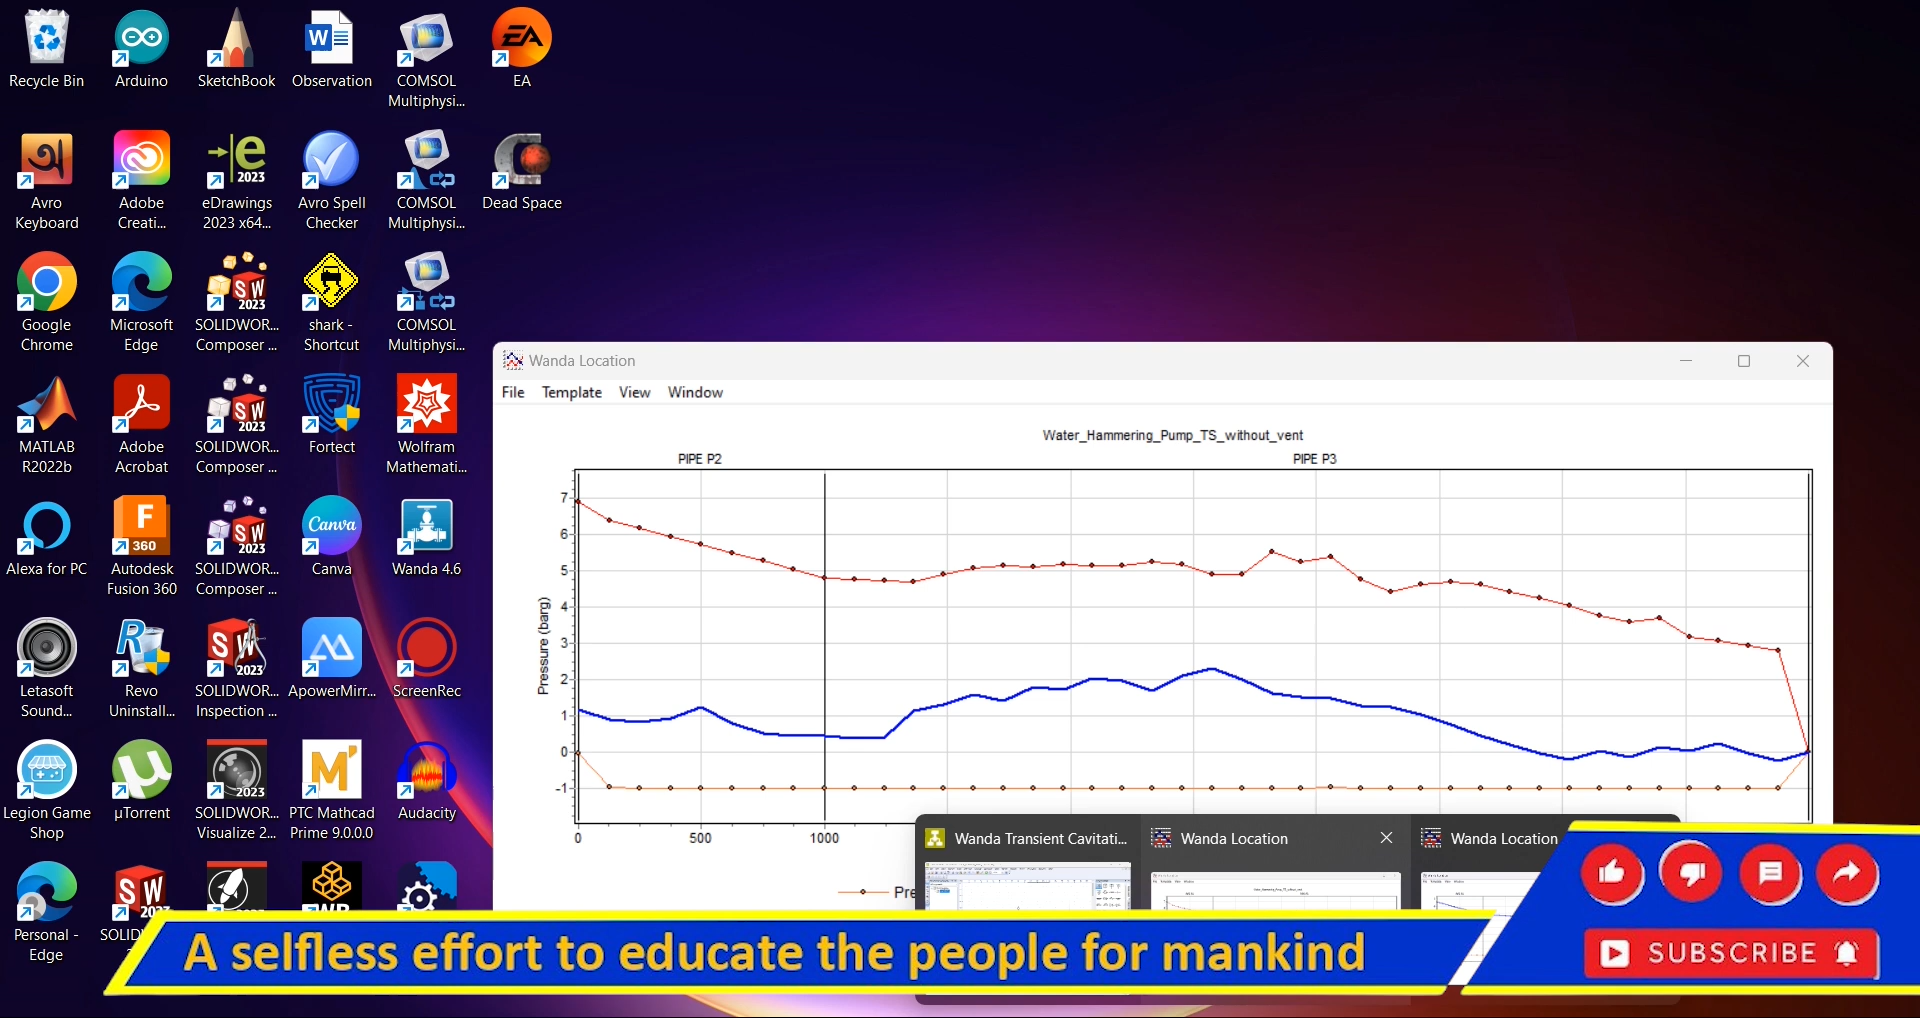 Recycle Bin
Arduino
SketchBook
Observation
COMSOL
Multiphysi...
EA
Avro
Keyboard
Adobe
Creati...
eDrawings
2023 x64...
Avro Spell
Checker
COMSOL
Multiphysi...
Dead Space
Google
Chrome
Microsoft
Edge
SOLIDWOR...
Composer ...
shark -
Shortcut
COMSOL
Multiphysi...
MATLAB
R2022b
Adobe
Acrobat
SOLIDWOR...
Composer ...
Fortect
Wolfram
Mathemati...
Alexa for PC
Autodesk
Fusion 360
SOLIDWOR...
Composer ...
Canva
Wanda 4.6
Letasoft
Sound...
Revo
Uninstall...
SOLIDWOR...
Inspection ...
ApowerMirr...
ScreenRec
Legion Game
Shop
µTorrent
SOLIDWOR...
Visualize 2...
PTC Mathcad
Prime 9.0.0.0
Audacity
Personal -
Edge
Wanda Location
File Template View Window
Water_Hammering_Pump_TS_without_vent
PIPE P2
PIPE P3
Pressure (barg)
7
6
5
4
3
2
1
0
-1
0
500
1000
Pre
Wanda Transient Cavitati...
Wanda Location
Wanda Location
A selfless effort to educate the people for mankind
SUBSCRIBE